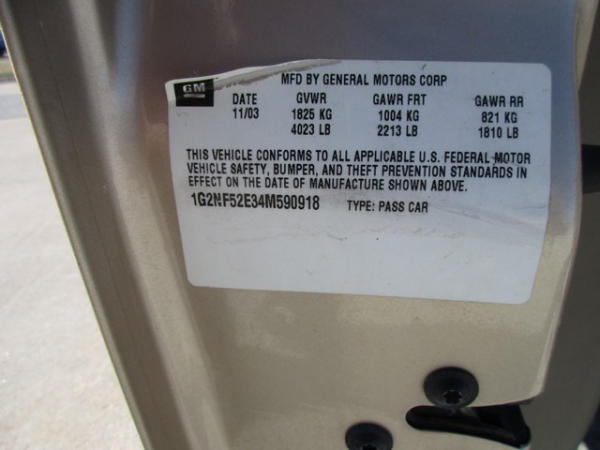 GM
MFD BY GENERAL MOTORS CORP
DATE GVWR GAWR FRT GAWR RR
11/03 1825 KG 1004 KG 821 KG
4023 LB 2213 LB 1810 LB
THIS VEHICLE CONFORMS TO ALL APPLICABLE U.S. FEDERAL MOTOR
VEHICLE SAFETY, BUMPER, AND THEFT PREVENTION STANDARDS IN
EFFECT ON THE DATE OF MANUFACTURE SHOWN ABOVE.
1G2NF52E34M590918 TYPE: PASS CAR